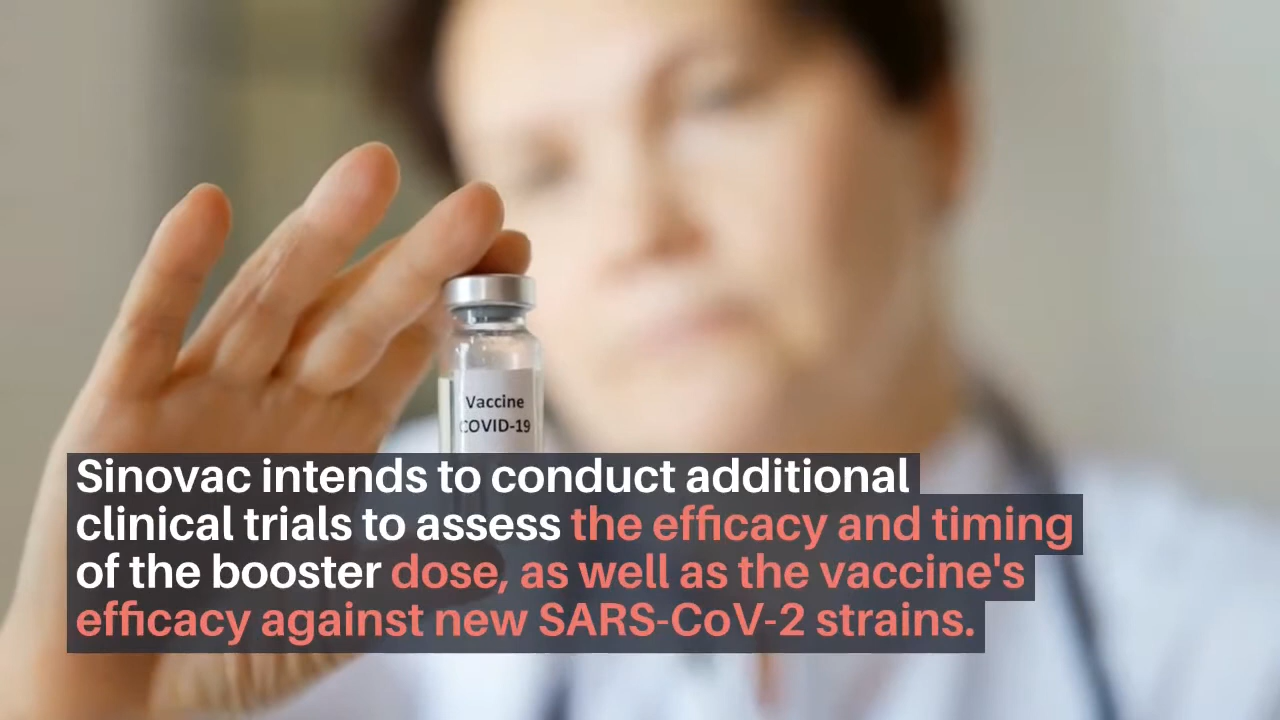 Vaccine
COVID-19
Sinovac intends to conduct additional
clinical trials to assess the efficacy and timing
of the booster dose, as well as the vaccine's
efficacy against new SARS-CoV-2 strains.